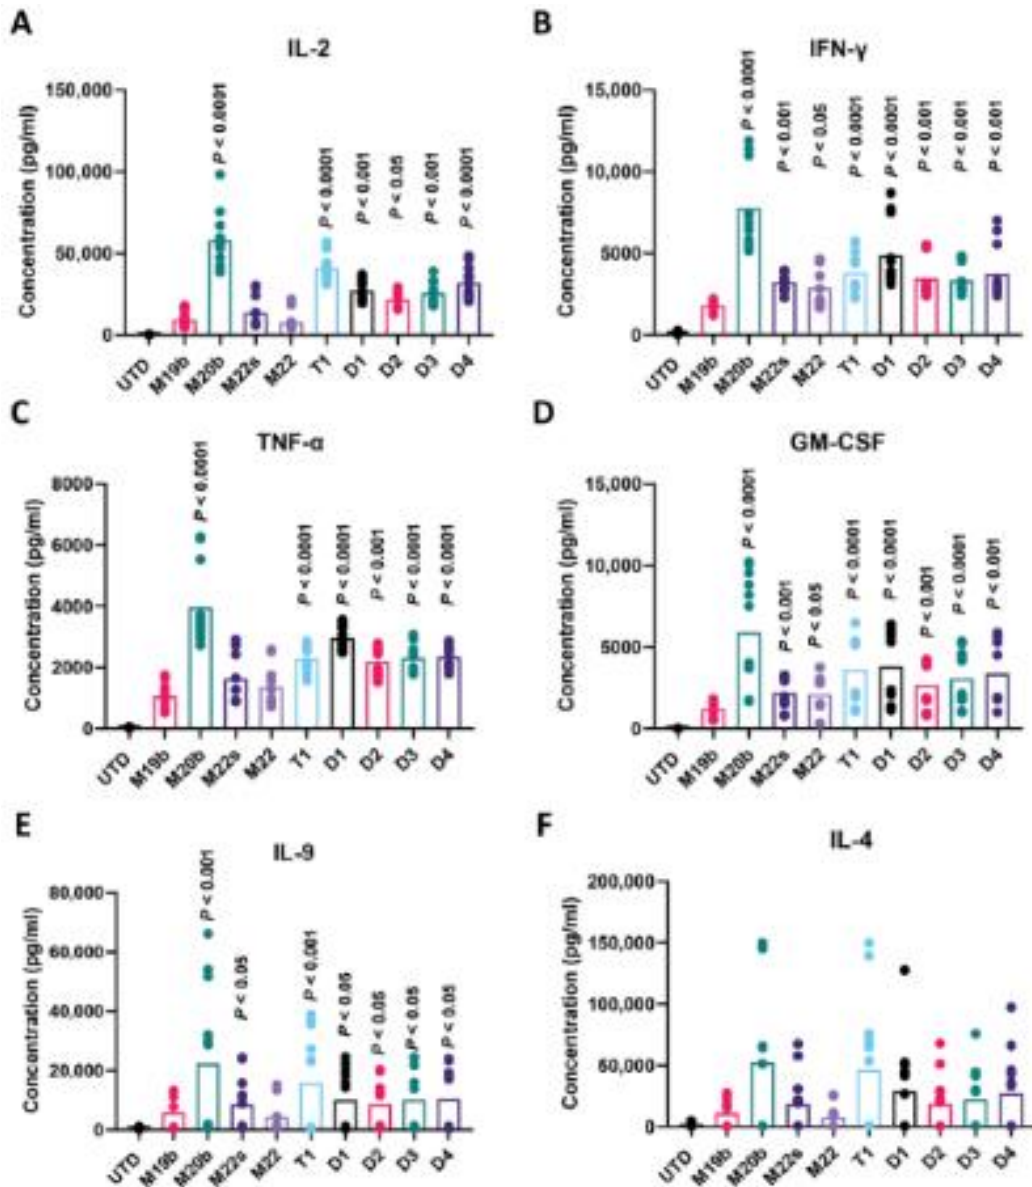 A
IL-2
Concentration (pg/ml)
150,000
100,000
50,000
0
P < 0.0001
P < 0.0001
P < 0.001
P < 0.05
P < 0.001
P < 0.0001
UTD M19b M20b M22s M22 T1 D1 D2 D3 D4
B
IFN-γ
Concentration (pg/ml)
15,000
10,000
5000
0
P < 0.0001
P < 0.001
P < 0.05
P < 0.0001
P < 0.0001
P < 0.001
P < 0.001
P < 0.001
UTD M19b M20b M22s M22 T1 D1 D2 D3 D4
C
TNF-α
Concentration (pg/ml)
8000
6000
4000
2000
0
P < 0.0001
P < 0.0001
P < 0.0001
P < 0.001
P < 0.0001
P < 0.0001
UTD M19b M20b M22s M22 T1 D1 D2 D3 D4
D
GM-CSF
Concentration (pg/ml)
15,000
10,000
5000
0
P < 0.0001
P < 0.001
P < 0.05
P < 0.0001
P < 0.0001
P < 0.001
P < 0.0001
P < 0.001
UTD M19b M20b M22s M22 T1 D1 D2 D3 D4
E
IL-9
Concentration (pg/ml)
80,000
60,000
40,000
20,000
0
P < 0.001
P < 0.05
P < 0.001
P < 0.05
P < 0.05
P < 0.05
P < 0.05
UTD M19b M20b M22s M22 T1 D1 D2 D3 D4
F
IL-4
Concentration (pg/ml)
200,000
150,000
100,000
50,000
0
UTD M19b M20b M22s M22 T1 D1 D2 D3 D4